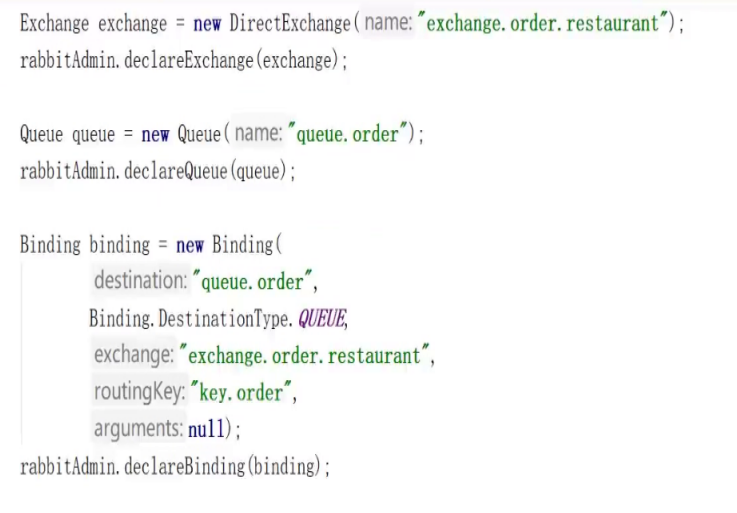 Exchange exchange = new DirectExchange( name: "exchange.order.restaurant");
rabbitAdmin.declareExchange(exchange);
Queue queue = new Queue( name: "queue.order");
rabbitAdmin.declareQueue(queue);
Binding binding = new Binding(
destination: "queue.order",
Binding.DestinationType.QUEUE,
exchange: "exchange.order.restaurant",
routingKey: "key.order",
arguments: null);
rabbitAdmin.declareBinding(binding);